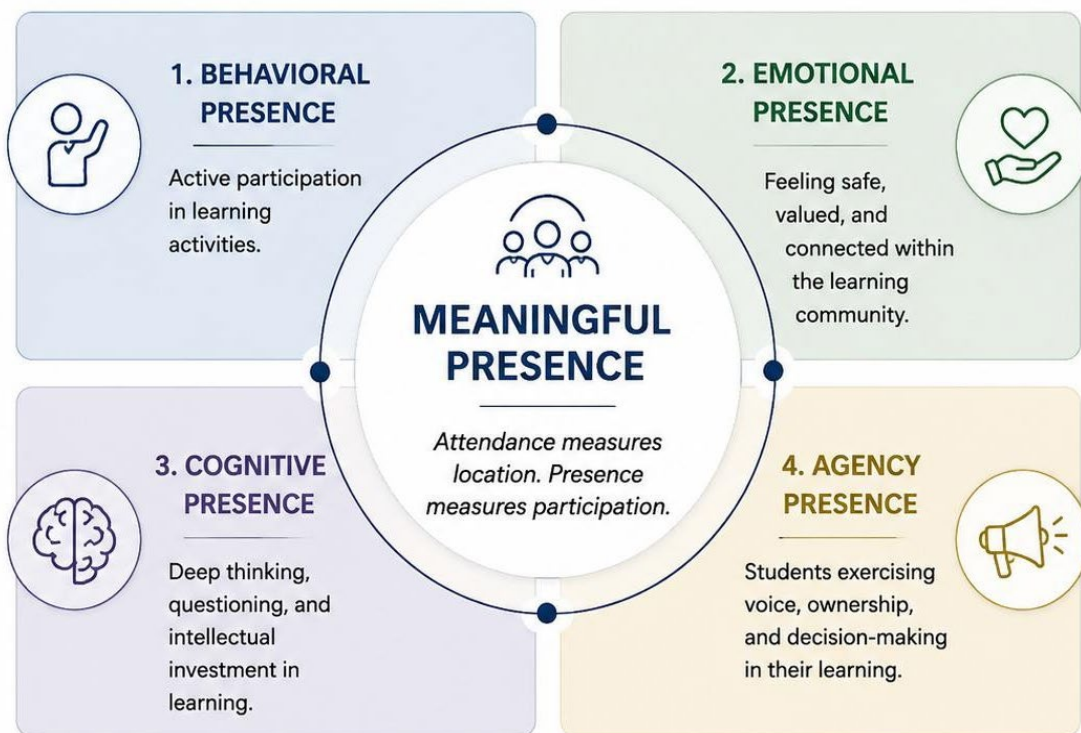 1. BEHAVIORAL
PRESENCE
Active participation
in learning
activities.
2. EMOTIONAL
PRESENCE
Feeling safe,
valued, and
connected within
the learning
community.
MEANINGFUL
PRESENCE
Attendance measures
location. Presence
measures participation.
3. COGNITIVE
PRESENCE
Deep thinking,
questioning, and
intellectual
investment in
learning.
4. AGENCY
PRESENCE
Students exercising
voice, ownership,
and decision-making
in their learning.